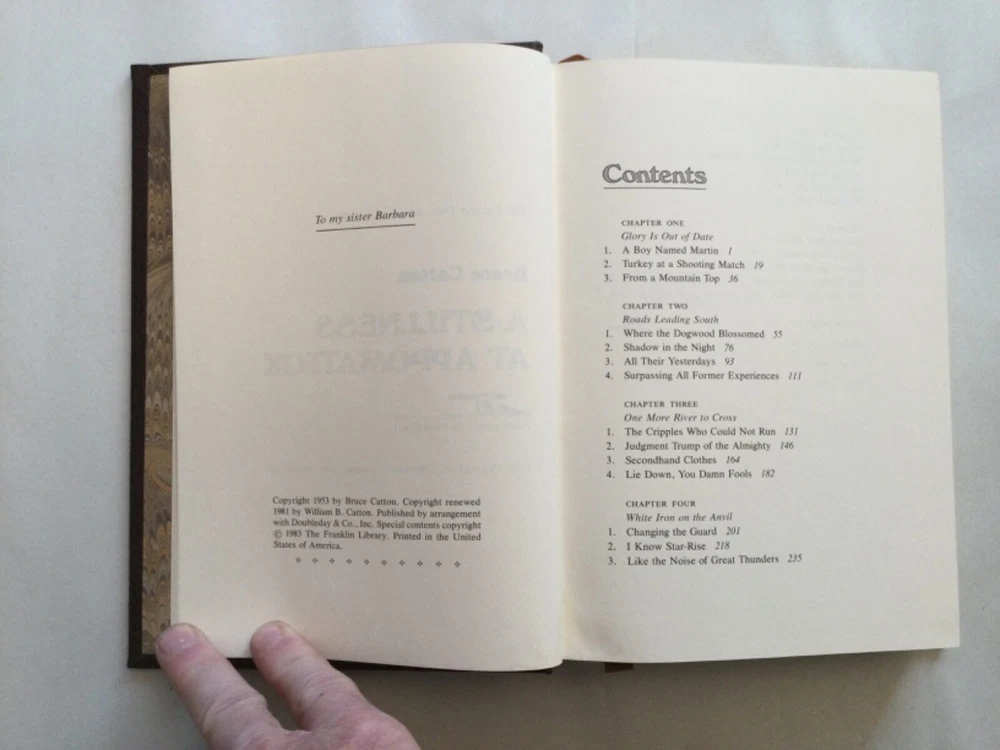 To my sister Barbara
Copyright 1953 by Bruce Catton. Copyright renewed
1981 by William B. Catton. Published by arrangement
with Doubleday & Co., Inc. Special contents copyright
© 1985 The Franklin Library. Printed in the United
States of America.
Contents
CHAPTER ONE
Glory Is Out of Date
1. A Boy Named Martin 1
2. Turkey at a Shooting Match 19
3. From a Mountain Top 36
CHAPTER TWO
Roads Leading South
1. Where the Dogwood Blossomed 55
2. Shadow in the Night 76
3. All Their Yesterdays 93
4. Surpassing All Former Experiences 111
CHAPTER THREE
One More River to Cross
1. The Cripples Who Could Not Run 131
2. Judgment Trump of the Almighty 146
3. Secondhand Clothes 164
4. Lie Down, You Damn Fools 182
CHAPTER FOUR
White Iron on the Anvil
1. Changing the Guard 201
2. I Know Star-Rise 218
3. Like the Noise of Great Thunders 235